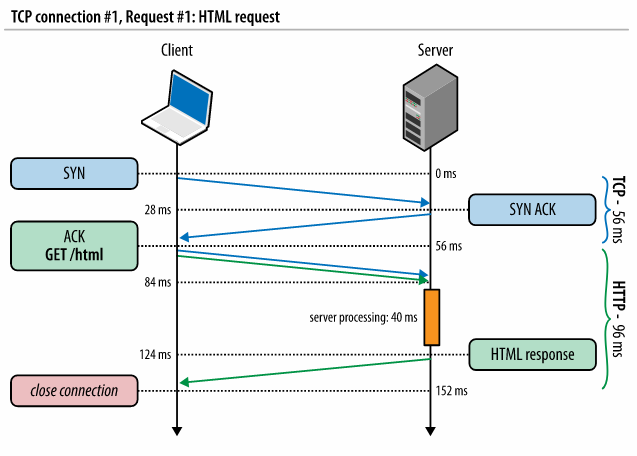 TCP connection #1, Request #1: HTML request
Client
Server
SYN
0 ms
28 ms
SYN ACK
TCP - 56 ms
ACK
GET /html
56 ms
84 ms
server processing: 40 ms
HTTP - 96 ms
124 ms
HTML response
close connection
152 ms